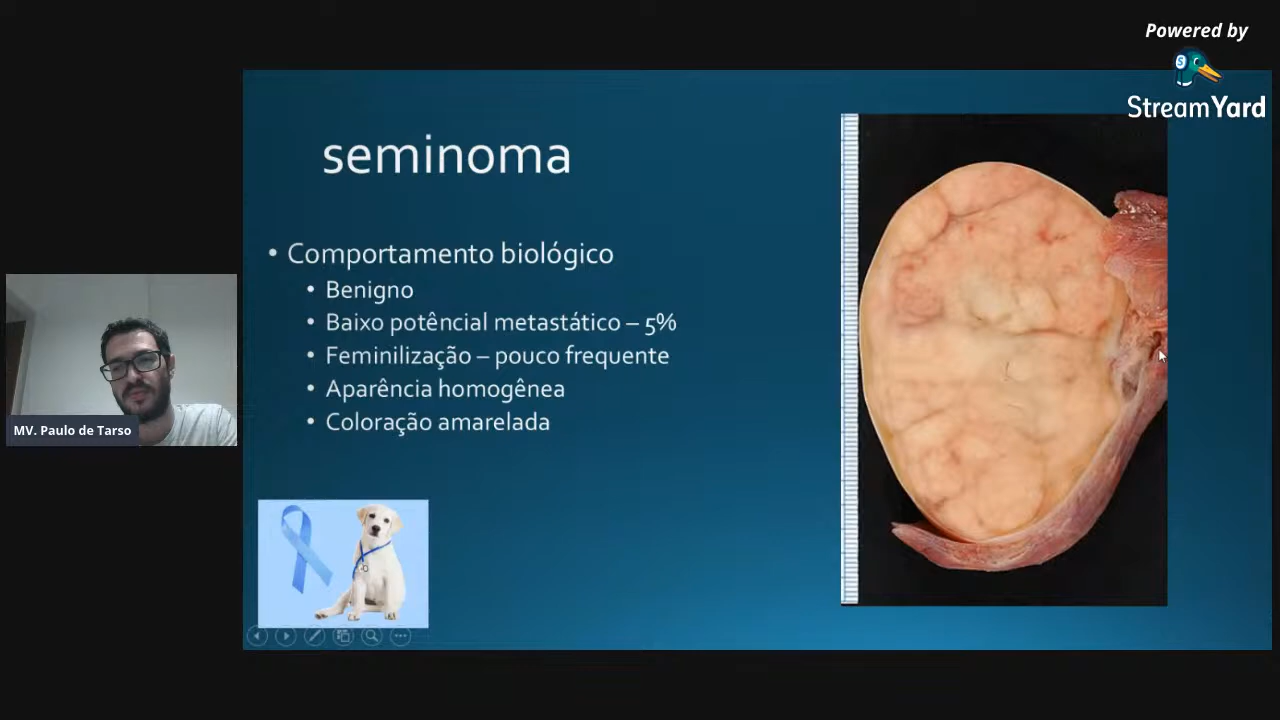 Powered by
StreamYard
seminoma
• Comportamento biológico
• Benigno
• Baixo potêncial metastático – 5%
• Feminilização – pouco frequente
• Aparência homogênea
• Coloração amarelada
MV. Paulo de Tarso